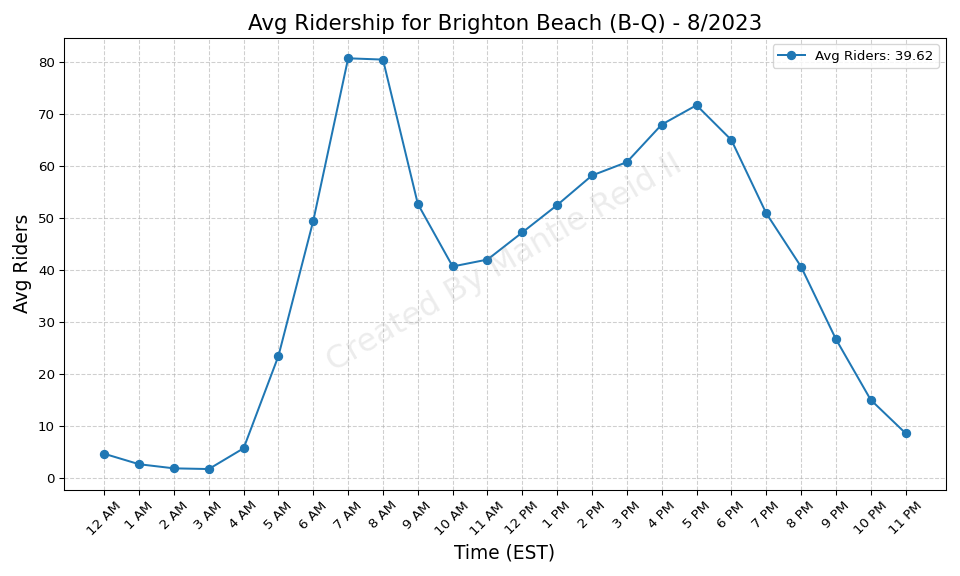 Avg Ridership for Brighton Beach (B-Q) - 8/2023
Avg Riders: 39.62
Avg Riders
80
70
60
50
40
30
20
10
0
Created By Mantie Reid II
12 AM
1 AM
2 AM
3 AM
4 AM
5 AM
6 AM
7 AM
8 AM
9 AM
10 AM
11 AM
12 PM
1 PM
2 PM
3 PM
4 PM
5 PM
6 PM
7 PM
8 PM
9 PM
10 PM
11 PM
Time (EST)